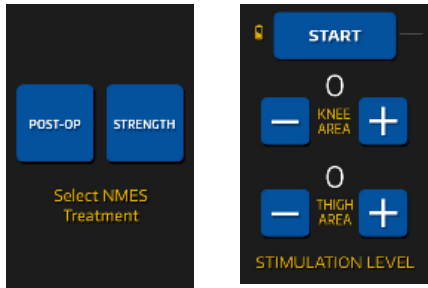 POST-OP
STRENGTH
Select NMES
Treatment
START
0
KNEE
AREA
0
THIGH
AREA
STIMULATION LEVEL